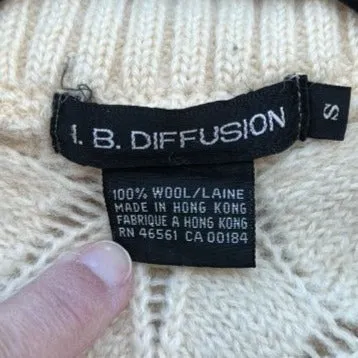 I. B. DIFFUSION
S
100% WOOL/LAINE
MADE IN HONG KONG
FABRIQUE A HONG KONG
RN 46561 CA 00184